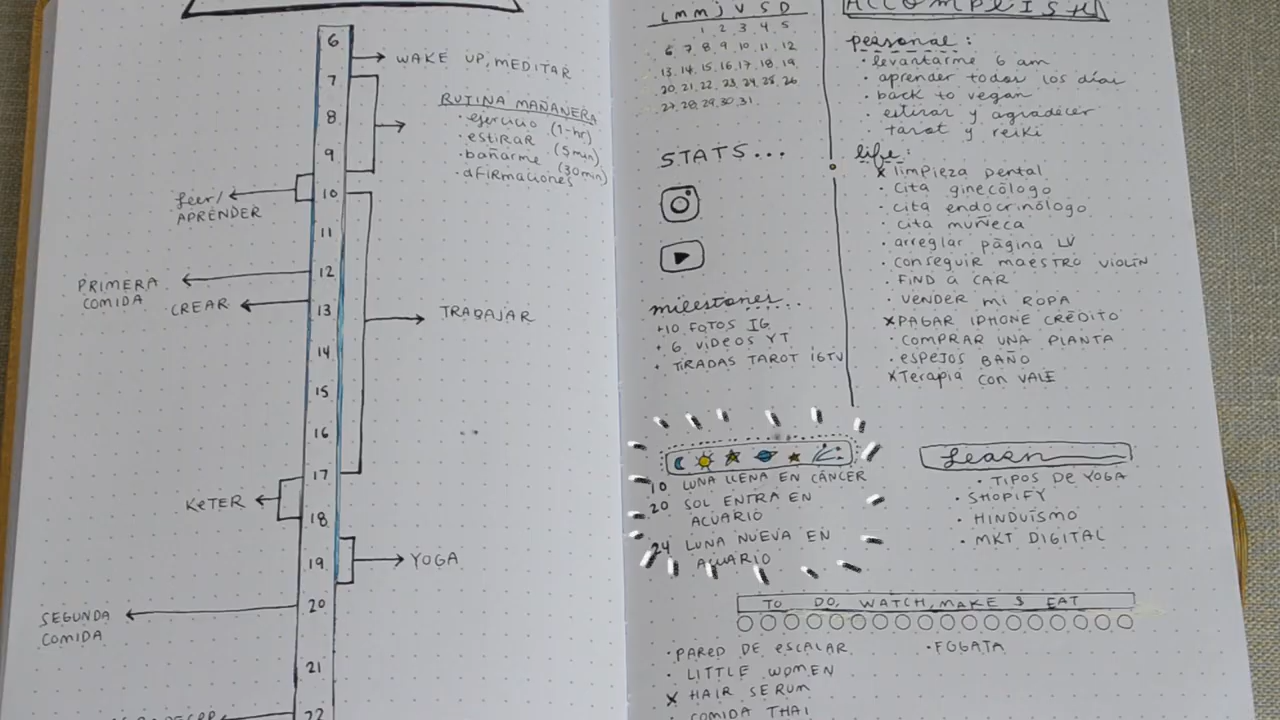 6
WAKE UP, MEDITAR
7
RUTINA MAÑANERA
8
• ejercicio (1-hr)
• estirar (5min)
9
• bañarme (30min)
• afirmaciones
leer/
APRENDER
10
11
12
PRIMERA
COMIDA
CREAR
13
TRABAJAR
14
15
16
17
KETER
18
19
YOGA
20
SEGUNDA
COMIDA
21
22
L M M J V S D
1 2 3 4 5
6 7 8 9 10 11 12
13 14 15 16 17 18 19
20 21 22 23 24 25 26
27 28 29 30 31
STATS...
milestones...
+10 FOTOS IG
• 6 VIDEOS YT
• TIRADAS TAROT IGTV
10 LUNA LLENA EN CÁNCER
20 SOL ENTRA EN
ACUARIO
24 LUNA NUEVA EN
ACUARIO
ACCOMPLISH
personal:
• levantarme 6 am
• aprender todos los días
• back to vegan
• estirar y agradecer
• tarot y reiki
life:
x limpieza dental
• cita ginecólogo
• cita endocrinólogo
• cita muñeca
• arreglar página LV
• conseguir maestro violin
• FIND A CAR
• VENDER mi ROPA
x PAGAR IPHONE CRÉDITO
• COMPRAR UNA PLANTA
• ESPEJOS BAÑO
x Terapia con VALE
Learn
• TIPOS DE YOGA
• SHOPIFY
• HINDUÍSMO
• MKT DIGITAL
TO DO, WATCH, MAKE & EAT
• PARED DE ESCALAR
• FOGATA
• LITTLE WOMEN
x HAIR SERUM
COMIDA THAI